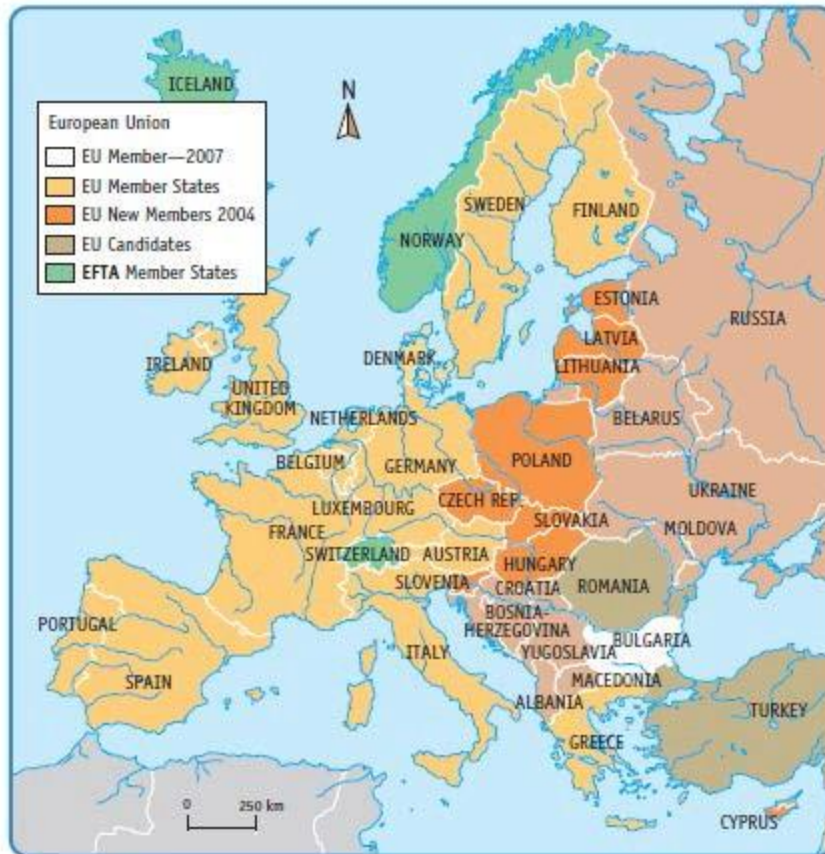 ICELAND
N
European Union
EU Member—2007
EU Member States
EU New Members 2004
EU Candidates
EFTA Member States
SWEDEN
FINLAND
NORWAY
ESTONIA
RUSSIA
LATVIA
LITHUANIA
IRELAND
DENMARK
UNITED
KINGDOM
NETHERLANDS
BELARUS
BELGIUM
GERMANY
POLAND
UKRAINE
CZECH REP.
LUXEMBOURG
SLOVAKIA
MOLDOVA
FRANCE
SWITZERLAND
AUSTRIA
HUNGARY
SLOVENIA
CROATIA
ROMANIA
BOSNIA-
HERZEGOVINA
PORTUGAL
ITALY
YUGOSLAVIA
BULGARIA
SPAIN
MACEDONIA
ALBANIA
TURKEY
GREECE
0 250 km
CYPRUS